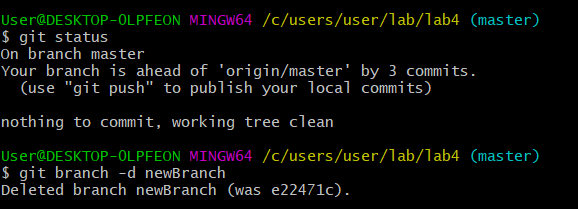 User@DESKTOP-OLPFEON MINGW64 /c/users/user/lab/lab4 (master)
$ git status
On branch master
Your branch is ahead of 'origin/master' by 3 commits.
  (use "git push" to publish your local commits)

nothing to commit, working tree clean

User@DESKTOP-OLPFEON MINGW64 /c/users/user/lab/lab4 (master)
$ git branch -d newBranch
Deleted branch newBranch (was e22471c).